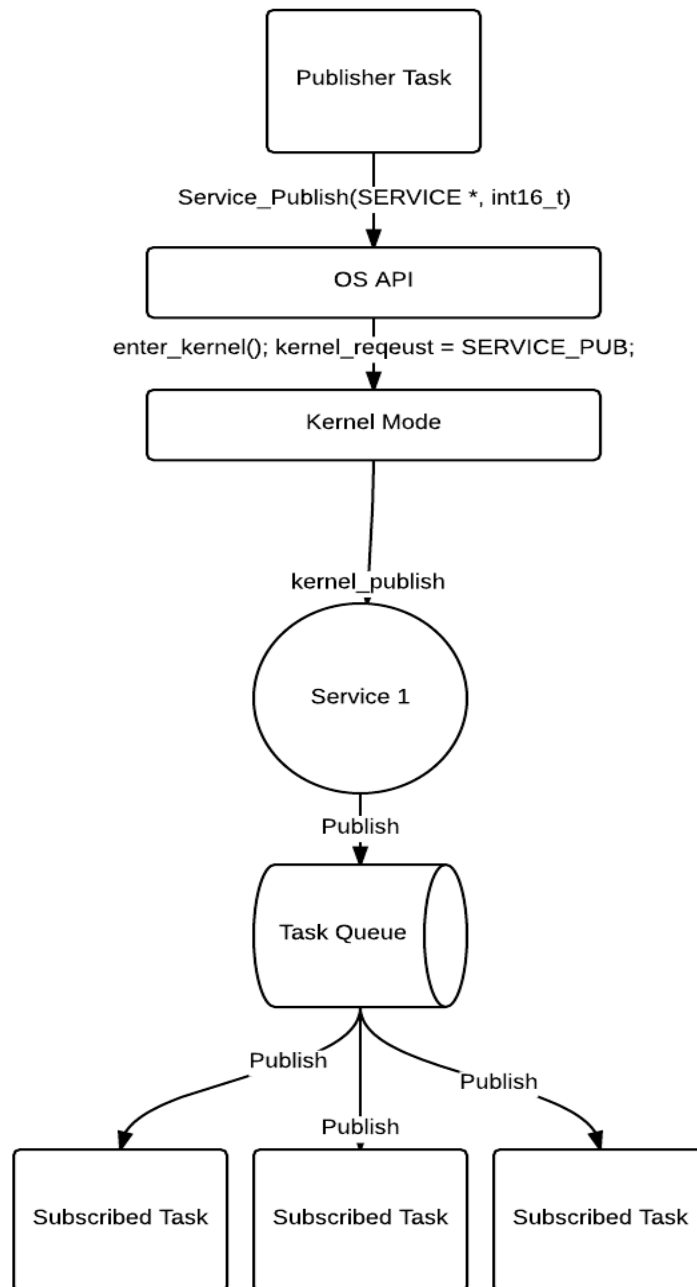 Publisher Task
Service_Publish(SERVICE *, int16_t)
OS API
enter_kernel(); kernel_reqeust = SERVICE_PUB;
Kernel Mode
kernel_publish
Service 1
Publish
Task Queue
Publish
Publish
Publish
Subscribed Task
Subscribed Task
Subscribed Task